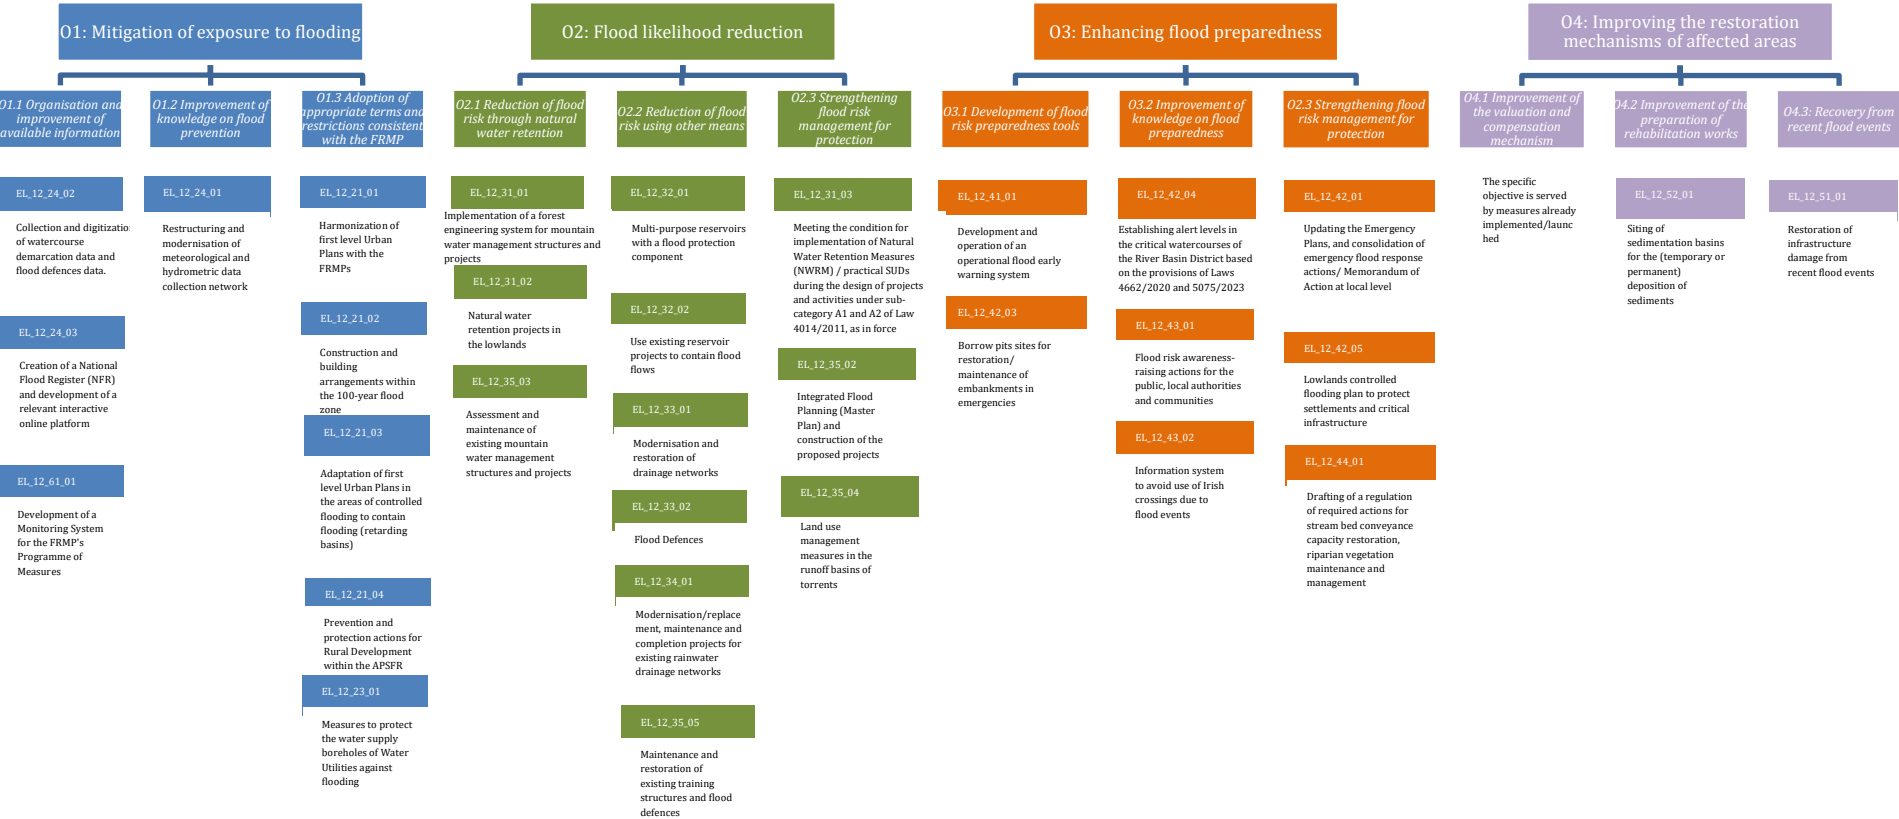 O1: Mitigation of exposure to flooding
O1.1 Organisation and
improvement of
available information
EL_12_24_02
Collection and digitization
of watercourse
demarcation data and
flood defences data.
EL_12_24_03
Creation of a National
Flood Register (NFR)
and development of a
relevant interactive
online platform
EL_12_61_01
Development of a
Monitoring System
for the FRMP's
Programme of
Measures
O1.2 Improvement of
knowledge on flood
prevention
EL_12_24_01
Restructuring and
modernisation of
meteorological and
hydrometric data
collection network
O1.3 Adoption of
appropriate terms and
restrictions consistent
with the FRMP
EL_12_21_01
Harmonization of
first level Urban
Plans with the
FRMPs
EL_12_21_02
Construction and
building
arrangements within
the 100-year flood
zone
EL_12_21_03
Adaptation of first
level Urban Plans in
the areas of controlled
flooding to contain
flooding (retarding
basins)
EL_12_21_04
Prevention and
protection actions for
Rural Development
within the APSFR
EL_12_23_01
Measures to protect
the water supply
boreholes of Water
Utilities against
flooding
O2: Flood likelihood reduction
O2.1 Reduction of flood
risk through natural
water retention
EL_12_31_01
Implementation of a forest
engineering system for mountain
water management structures and
projects
EL_12_31_02
Natural water
retention projects in
the lowlands
EL_12_35_03
Assessment and
maintenance of
existing mountain
water management
structures and projects
O2.2 Reduction of flood
risk using other means
EL_12_32_01
Multi-purpose reservoirs
with a flood protection
component
EL_12_32_02
Use existing reservoir
projects to contain flood
flows
EL_12_33_01
Modernisation and
restoration of
drainage networks
EL_12_33_02
Flood Defences
EL_12_34_01
Modernisation/replace
ment, maintenance and
completion projects for
existing rainwater
drainage networks
EL_12_35_05
Maintenance and
restoration of
existing training
structures and flood
defences
O2.3 Strengthening
flood risk
management for
protection
EL_12_31_03
Meeting the condition for
implementation of Natural
Water Retention Measures
(NWRM) / practical SUDs
during the design of projects
and activities under sub-
category A1 and A2 of Law
4014/2011, as in force
EL_12_35_02
Integrated Flood
Planning (Master
Plan) and
construction of the
proposed projects
EL_12_35_04
Land use
management
measures in the
runoff basins of
torrents
O3: Enhancing flood preparedness
O3.1 Development of flood
risk preparedness tools
EL_12_41_01
Development and
operation of an
operational flood early
warning system
EL_12_42_03
Borrow pits sites for
restoration/
maintenance of
embankments in
emergencies
O3.2 Improvement of
knowledge on flood
preparedness
EL_12_42_04
Establishing alert levels in
the critical watercourses of
the River Basin District based
on the provisions of Laws
4662/2020 and 5075/2023
EL_12_43_01
Flood risk awareness-
raising actions for the
public, local authorities
and communities
EL_12_43_02
Information system
to avoid use of Irish
crossings due to
flood events
O2.3 Strengthening flood
risk management for
protection
EL_12_42_01
Updating the Emergency
Plans, and consolidation of
emergency flood response
actions/ Memorandum of
Action at local level
EL_12_42_05
Lowlands controlled
flooding plan to protect
settlements and critical
infrastructure
EL_12_44_01
Drafting of a regulation
of required actions for
stream bed conveyance
capacity restoration,
riparian vegetation
maintenance and
management
O4: Improving the restoration
mechanisms of affected areas
O4.1 Improvement of
the valuation and
compensation
mechanism
The specific
objective is served
by measures already
implemented/launc
hed
O4.2 Improvement of the
preparation of
rehabilitation works
EL_12_52_01
Siting of
sedimentation basins
for the (temporary or
permanent)
deposition of
sediments
O4.3: Recovery from
recent flood events
EL_12_51_01
Restoration of
infrastructure
damage from
recent flood events